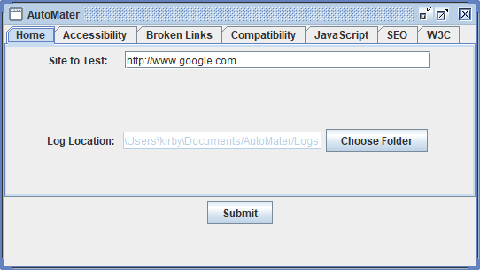 AutoMater
Home Accessibility Broken Links Compatibility JavaScript SEO W3C
Site to Test: http://www.google.com
Log Location: \Users\kirby\Documents/AutoMater/Logs Choose Folder
Submit